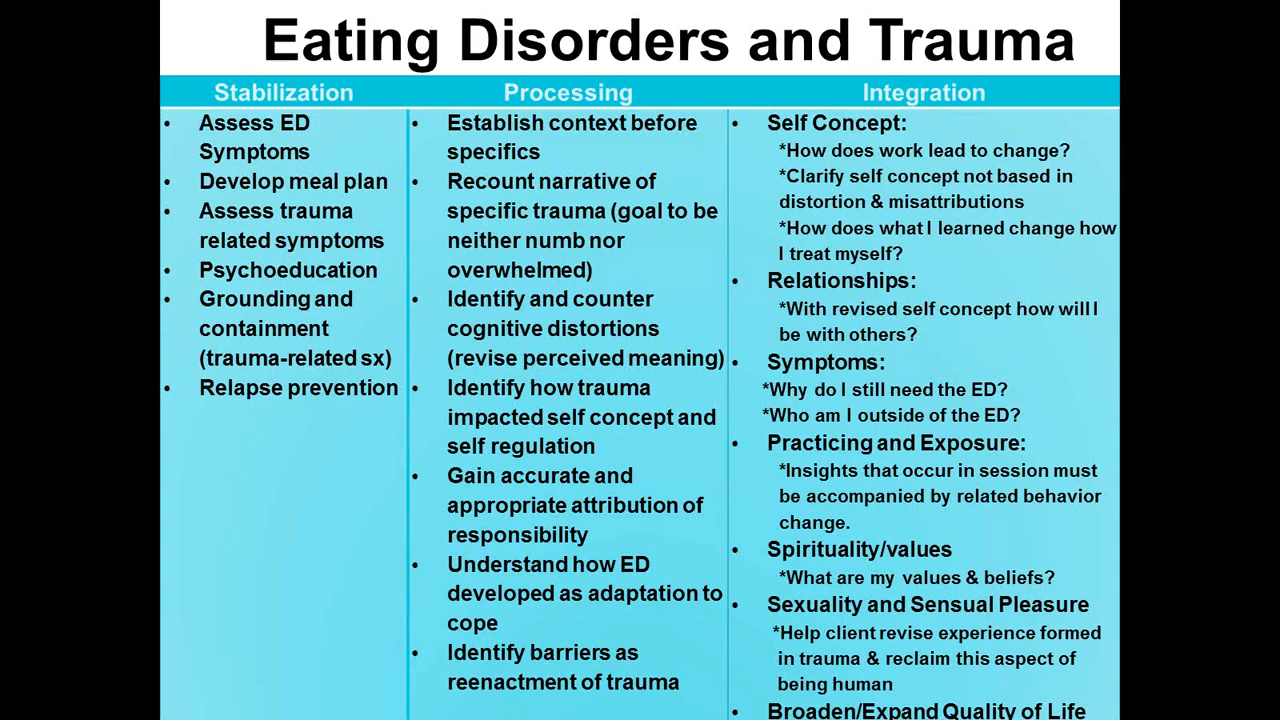 Eating Disorders and Trauma
Stabilization
• Assess ED
Symptoms
• Develop meal plan
• Assess trauma
related symptoms
• Psychoeducation
• Grounding and
containment
(trauma-related sx)
• Relapse prevention
Processing
• Establish context before
specifics
• Recount narrative of
specific trauma (goal to be
neither numb nor
overwhelmed)
• Identify and counter
cognitive distortions
(revise perceived meaning)
• Identify how trauma
impacted self concept and
self regulation
• Gain accurate and
appropriate attribution of
responsibility
• Understand how ED
developed as adaptation to
cope
• Identify barriers as
reenactment of trauma
Integration
• Self Concept:
*How does work lead to change?
*Clarify self concept not based in
distortion & misattributions
*How does what I learned change how
I treat myself?
• Relationships:
*With revised self concept how will I
be with others?
• Symptoms:
*Why do I still need the ED?
*Who am I outside of the ED?
• Practicing and Exposure:
*Insights that occur in session must
be accompanied by related behavior
change.
• Spirituality/values
*What are my values & beliefs?
• Sexuality and Sensual Pleasure
*Help client revise experience formed
in trauma & reclaim this aspect of
being human
• Broaden/Expand Quality of Life